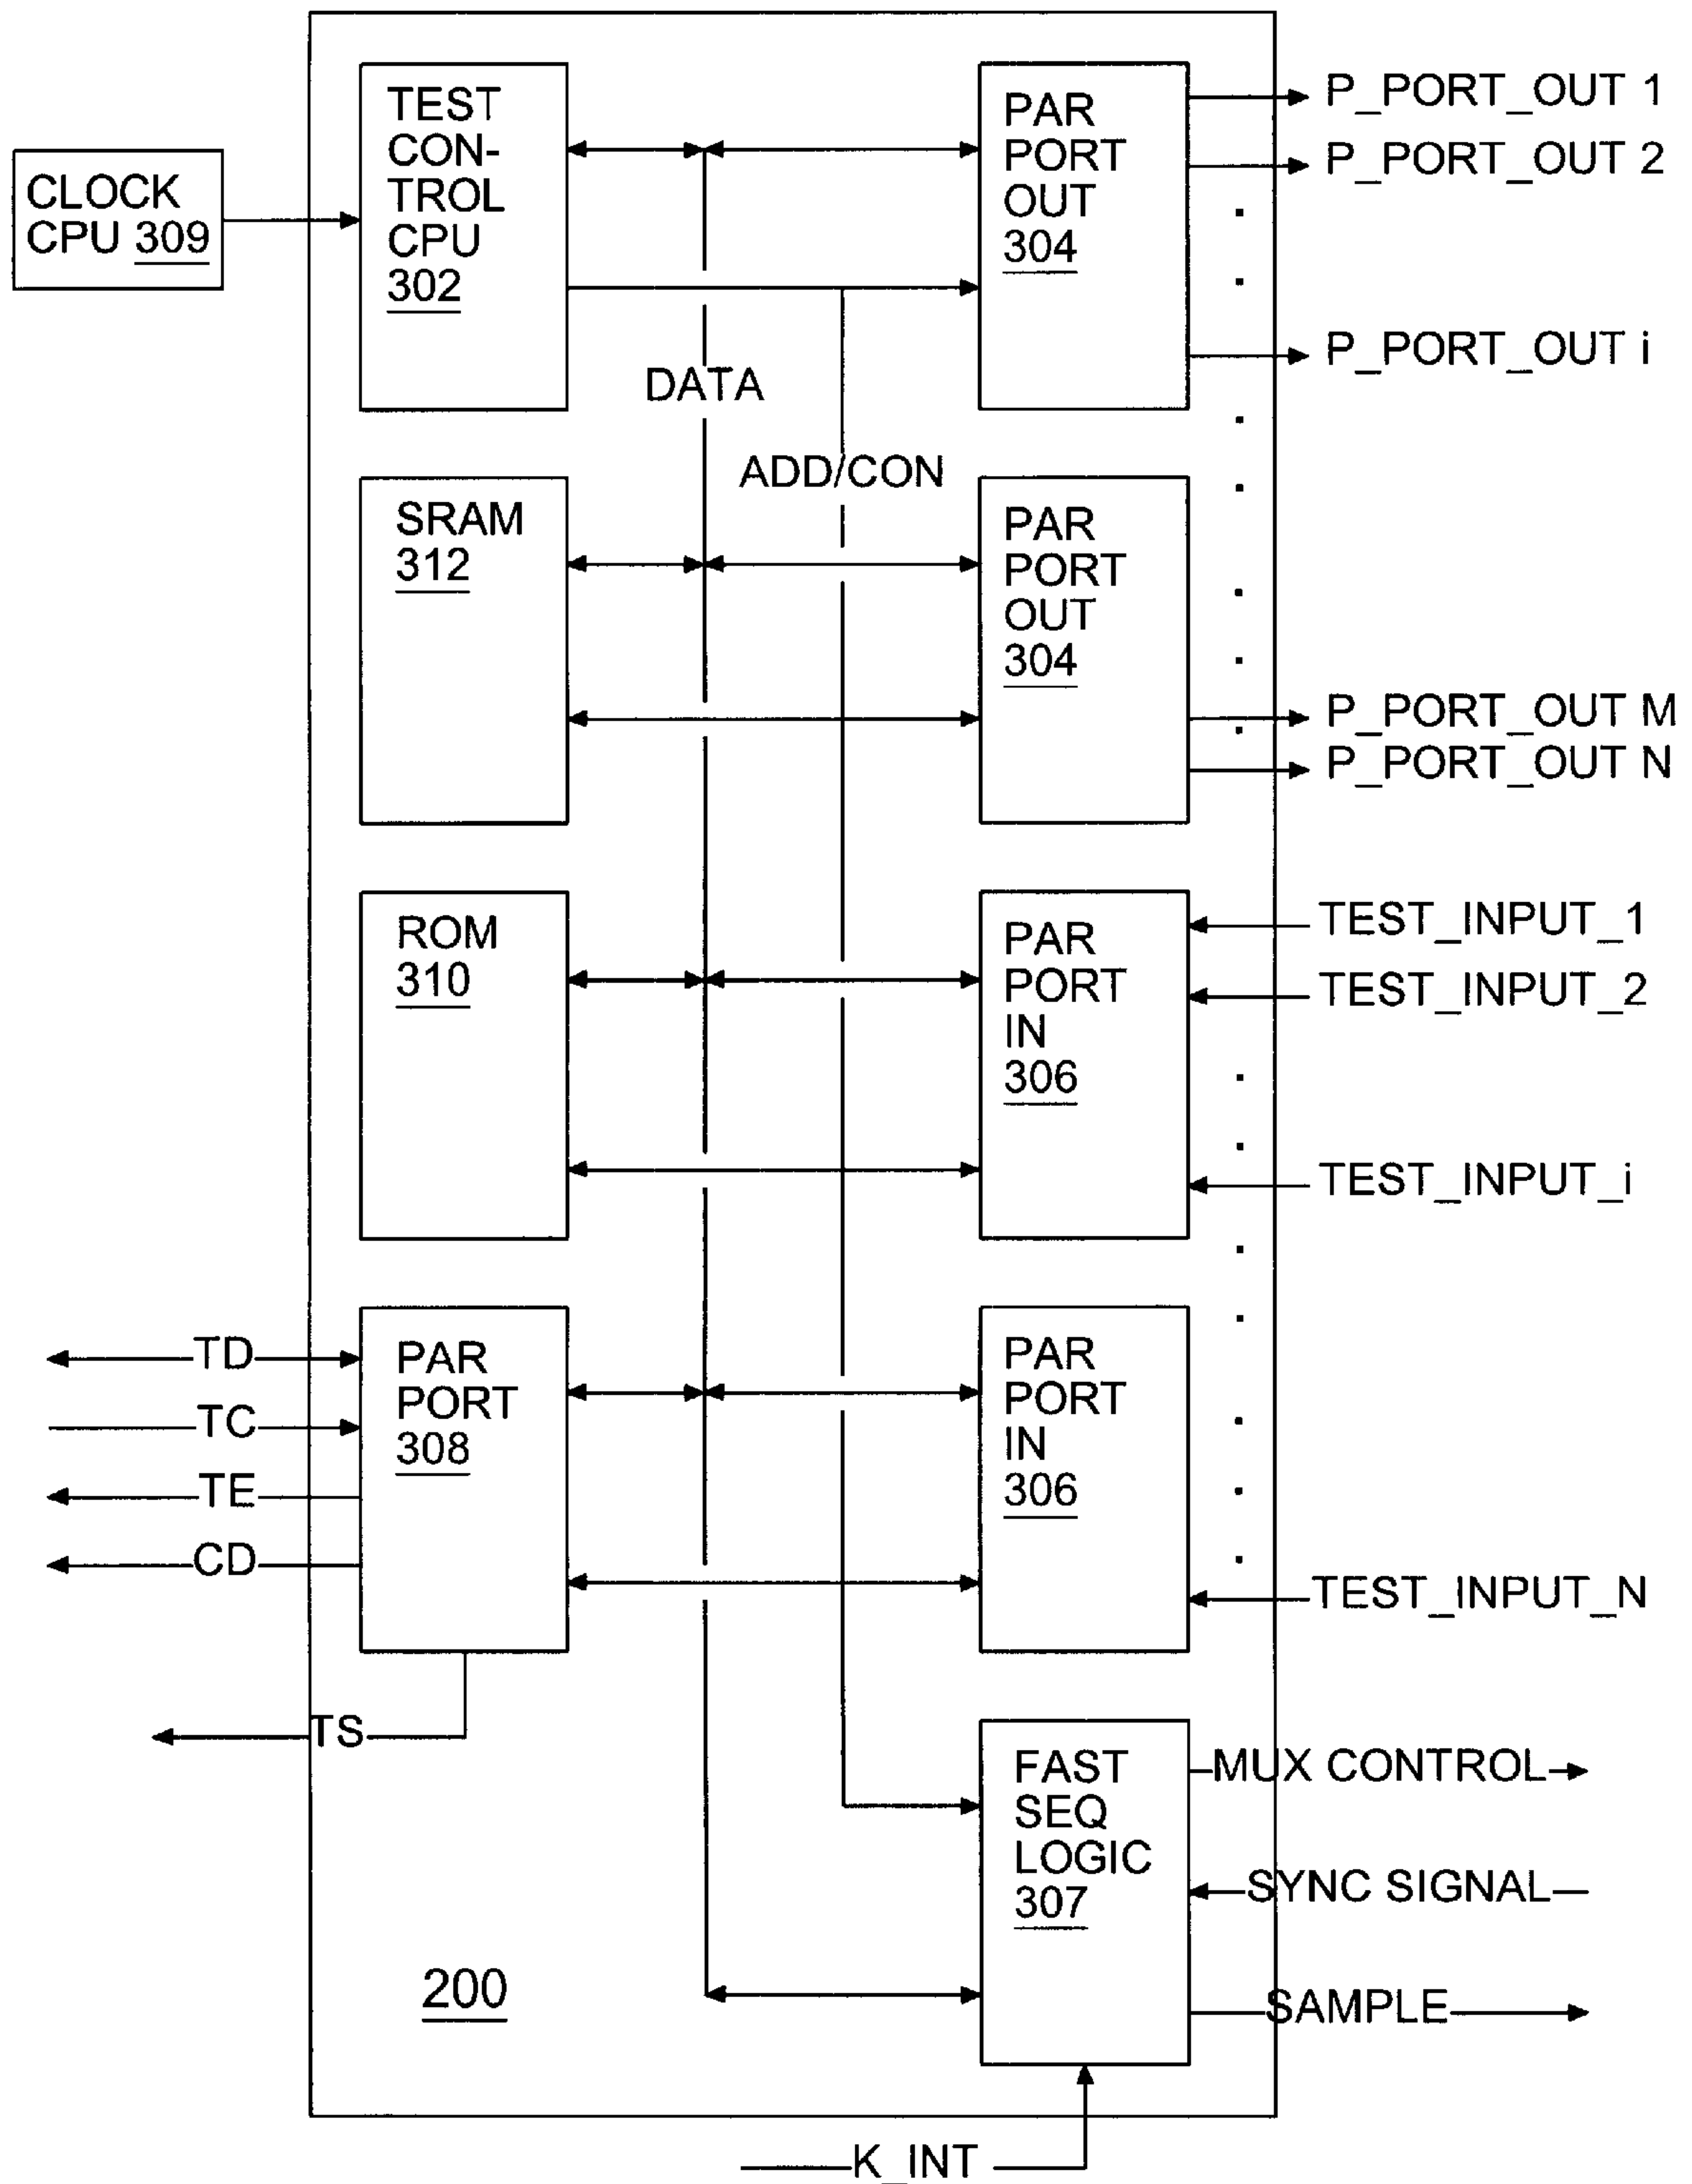 CLOCK
CPU 309
TEST
CON-
TROL
CPU
302
PAR
PORT
OUT
304
P_PORT_OUT 1
P_PORT_OUT 2
P_PORT_OUT i
DATA
ADD/CON
SRAM
312
PAR
PORT
OUT
304
P_PORT_OUT M
P_PORT_OUT N
ROM
310
PAR
PORT
IN
306
TEST_INPUT_1
TEST_INPUT_2
TEST_INPUT_i
TD
TC
TE
CD
PAR
PORT
308
PAR
PORT
IN
306
TEST_INPUT_N
TS
FAST
SEQ
LOGIC
307
MUX CONTROL
SYNC SIGNAL
SAMPLE
200
K_INT